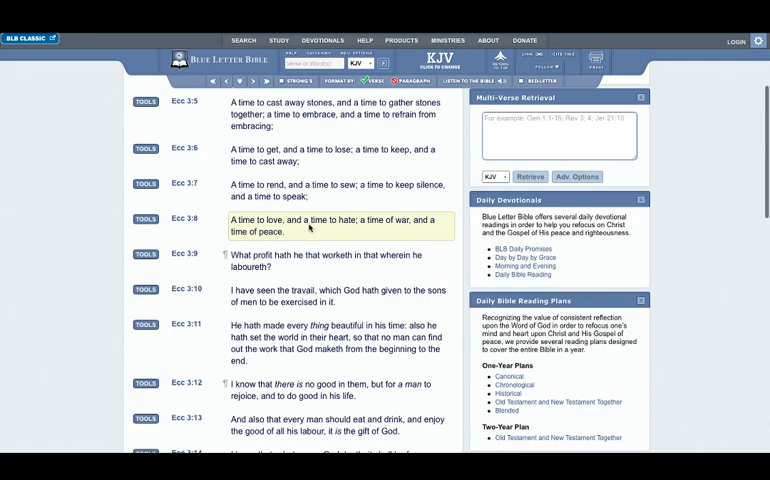 BLB CLASSIC
SEARCH STUDY DEVOTIONALS HELP PRODUCTS MINISTRIES ABOUT DONATE
LOGIN
BLUE LETTER BIBLE
Verse or Word(s)
KJV
KJV
CLICK TO CHANGE
RETURN TO TOP
LINK
CITE THIS
FOLLOW
PRINT
STRONG'S FORMAT BY VERSE PARAGRAPH LISTEN TO THE BIBLE RED-LETTER
TOOLS Ecc 3:5 A time to cast away stones, and a time to gather stones
together; a time to embrace, and a time to refrain from
embracing;
TOOLS Ecc 3:6 A time to get, and a time to lose; a time to keep, and a
time to cast away;
TOOLS Ecc 3:7 A time to rend, and a time to sew; a time to keep silence,
and a time to speak;
TOOLS Ecc 3:8 A time to love, and a time to hate; a time of war, and a
time of peace.
TOOLS Ecc 3:9 ¶ What profit hath he that worketh in that wherein he
laboureth?
TOOLS Ecc 3:10 I have seen the travail, which God hath given to the sons
of men to be exercised in it.
TOOLS Ecc 3:11 He hath made every thing beautiful in his time: also he
hath set the world in their heart, so that no man can find
out the work that God maketh from the beginning to the
end.
TOOLS Ecc 3:12 ¶ I know that there is no good in them, but for a man to
rejoice, and to do good in his life.
TOOLS Ecc 3:13 And also that every man should eat and drink, and enjoy
the good of all his labour, it is the gift of God.
Multi-Verse Retrieval
For example: Gen 1:1-15; Rev 3; 4; Jer 21:10
KJV Retrieve Adv. Options
Daily Devotionals
Blue Letter Bible offers several daily devotional
readings in order to help you refocus on Christ
and the Gospel of His peace and righteousness.
BLB Daily Promises
Day by Day by Grace
Morning and Evening
Daily Bible Reading
Daily Bible Reading Plans
Recognizing the value of consistent reflection
upon the Word of God in order to refocus one's
mind and heart upon Christ and His Gospel of
peace, we provide several reading plans designed
to cover the entire Bible in a year.
One-Year Plans
Canonical
Chronological
Historical
Old Testament and New Testament Together
Blended
Two-Year Plan
Old Testament and New Testament Together